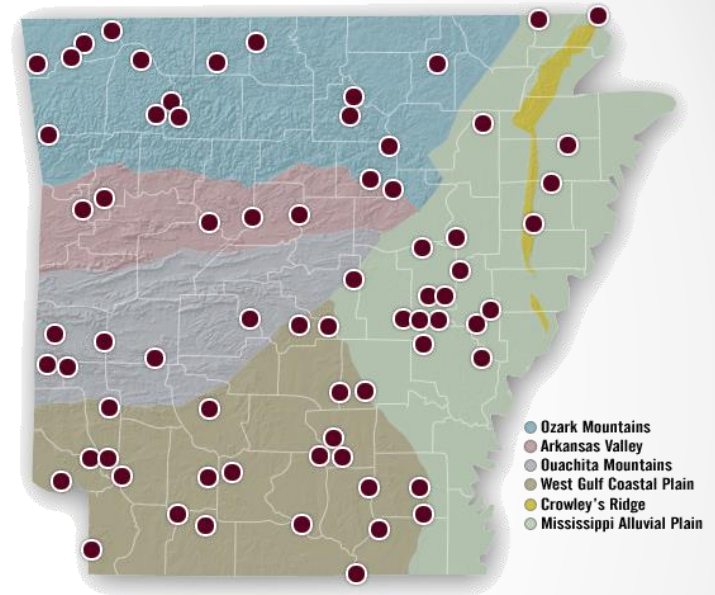 Ozark Mountains
Arkansas Valley
Ouachita Mountains
West Gulf Coastal Plain
Crowley's Ridge
Mississippi Alluvial Plain